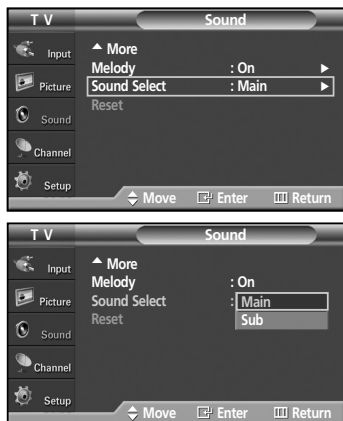 T V Sound
Input
▲ More
Melody : On ►
Picture
Sound Select : Main ►
Reset
Sound
Channel
Setup
Move Enter Return
T V Sound
Input
▲ More
Melody : On
Picture
Sound Select : Main
Reset Sub
Sound
Channel
Setup
Move Enter Return